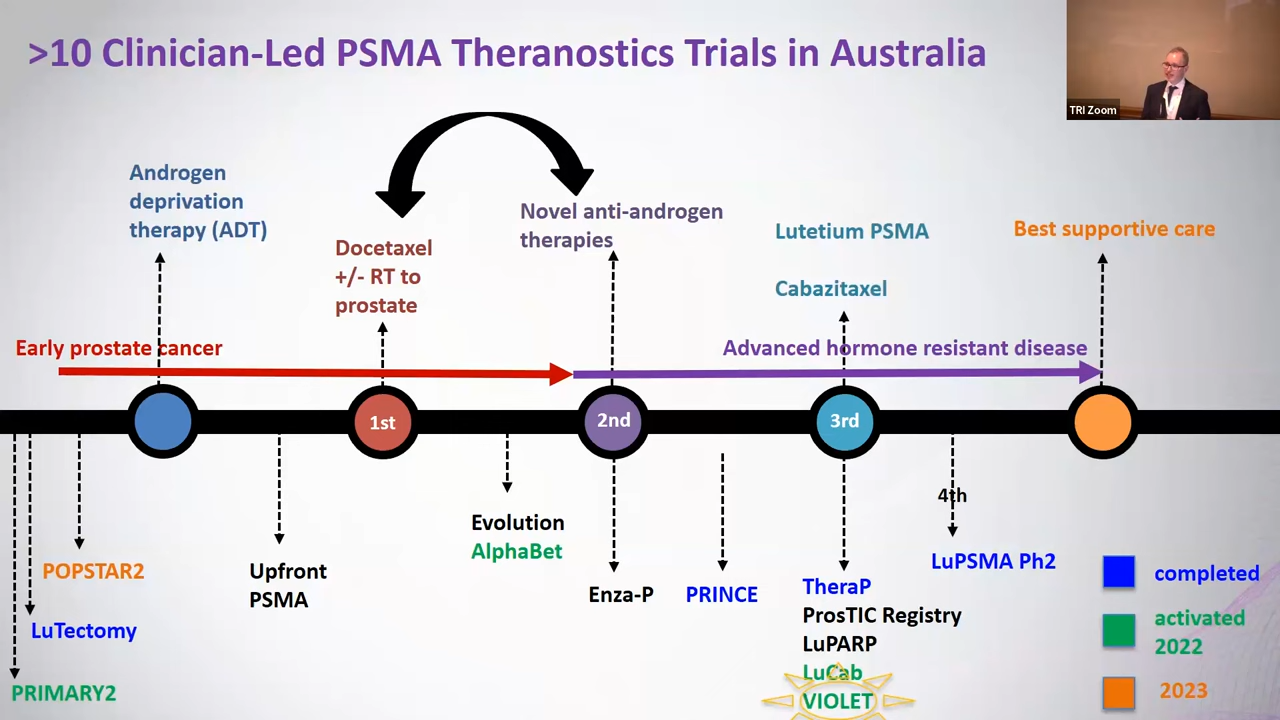 >10 Clinician-Led PSMA Theranostics Trials in Australia
TRI Zoom
Androgen
deprivation
therapy (ADT)
Docetaxel
+/- RT to
prostate
Novel anti-androgen
therapies
Lutetium PSMA
Cabazitaxel
Best supportive care
Early prostate cancer
Advanced hormone resistant disease
1st
2nd
3rd
4th
POPSTAR2
LuTectomy
PRIMARY2
Upfront
PSMA
Evolution
AlphaBet
Enza-P
PRINCE
TheraP
ProsTIC Registry
LuPARP
LuCab
VIOLET
LuPSMA Ph2
completed
activated
2022
2023